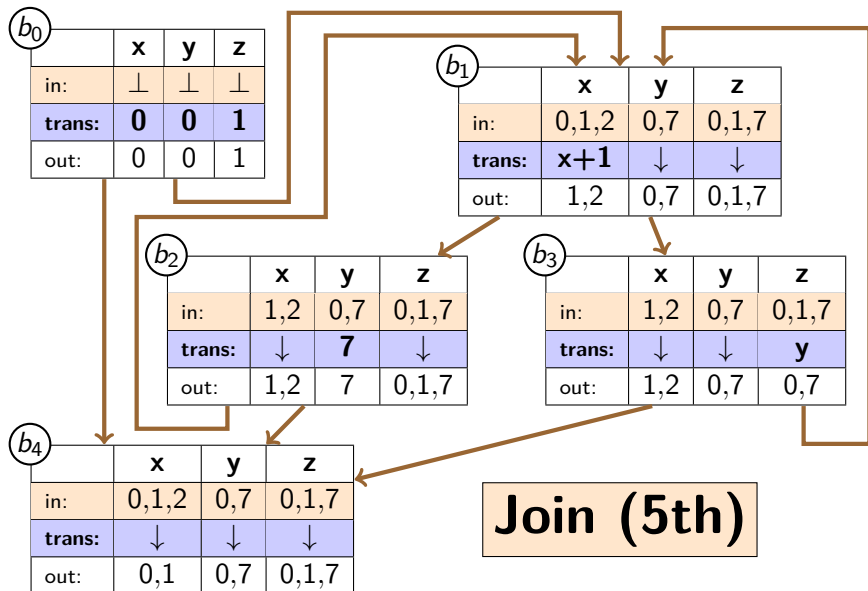 b0
x y z
in: ⊥ ⊥ ⊥
trans: 0 0 1
out: 0 0 1
b1
x y z
in: 0,1,2 0,7 0,1,7
trans: x+1 ↓ ↓
out: 1,2 0,7 0,1,7
b2
x y z
in: 1,2 0,7 0,1,7
trans: ↓ 7 ↓
out: 1,2 7 0,1,7
b3
x y z
in: 1,2 0,7 0,1,7
trans: ↓ ↓ y
out: 1,2 0,7 0,7
b4
x y z
in: 0,1,2 0,7 0,1,7
trans: ↓ ↓ ↓
out: 0,1 0,7 0,1,7
Join (5th)